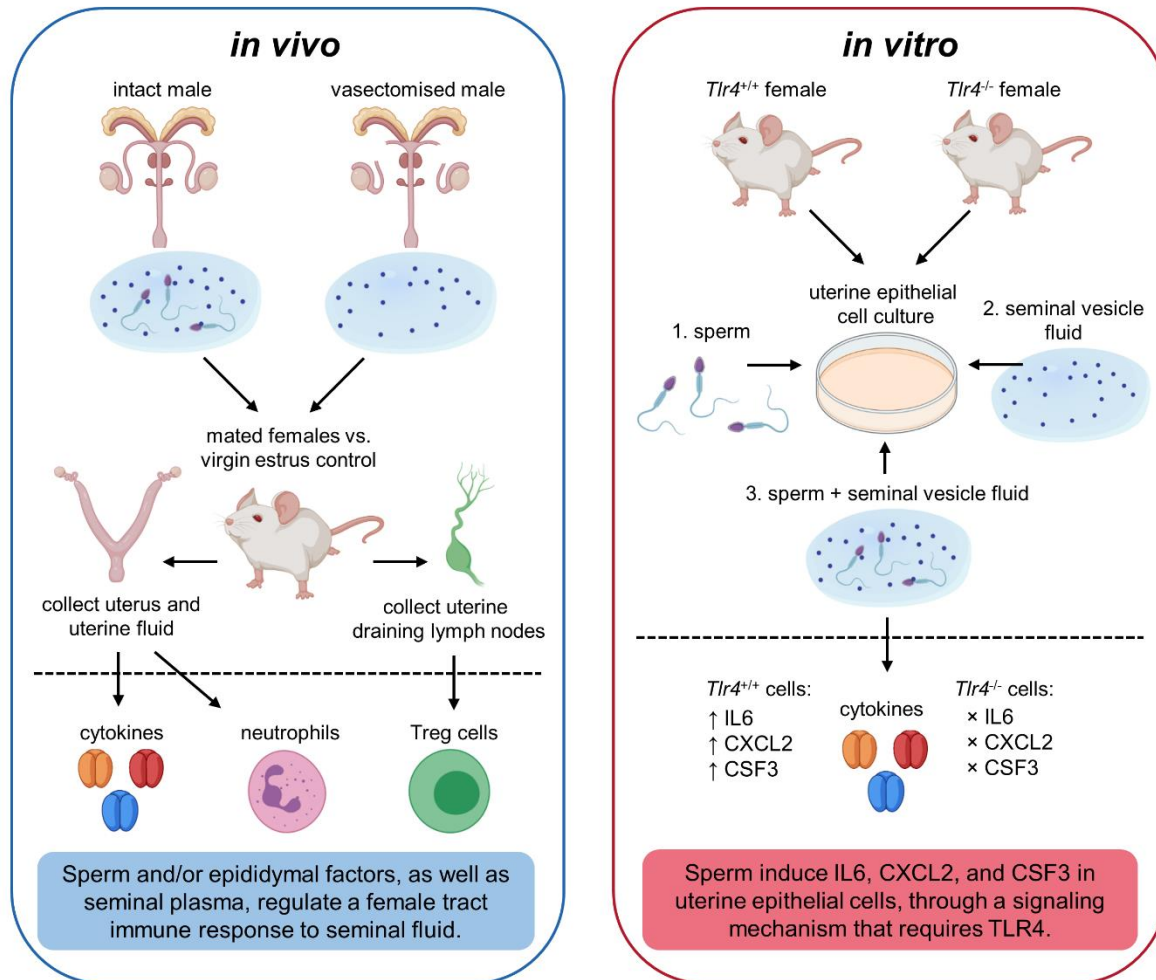 in vivo
intact male
vasectomised male
mated females vs.
virgin estrus control
collect uterus and
uterine fluid
collect uterine
draining lymph nodes
cytokines
neutrophils
Treg cells
Sperm and/or epididymal factors, as well as
seminal plasma, regulate a female tract
immune response to seminal fluid.
in vitro
Tlr4+/+ female
Tlr4-/- female
uterine epithelial
cell culture
1. sperm
2. seminal vesicle
fluid
3. sperm + seminal vesicle fluid
Tlr4+/+ cells:
↑ IL6
↑ CXCL2
↑ CSF3
cytokines
Tlr4-/- cells:
× IL6
× CXCL2
× CSF3
Sperm induce IL6, CXCL2, and CSF3 in
uterine epithelial cells, through a signaling
mechanism that requires TLR4.